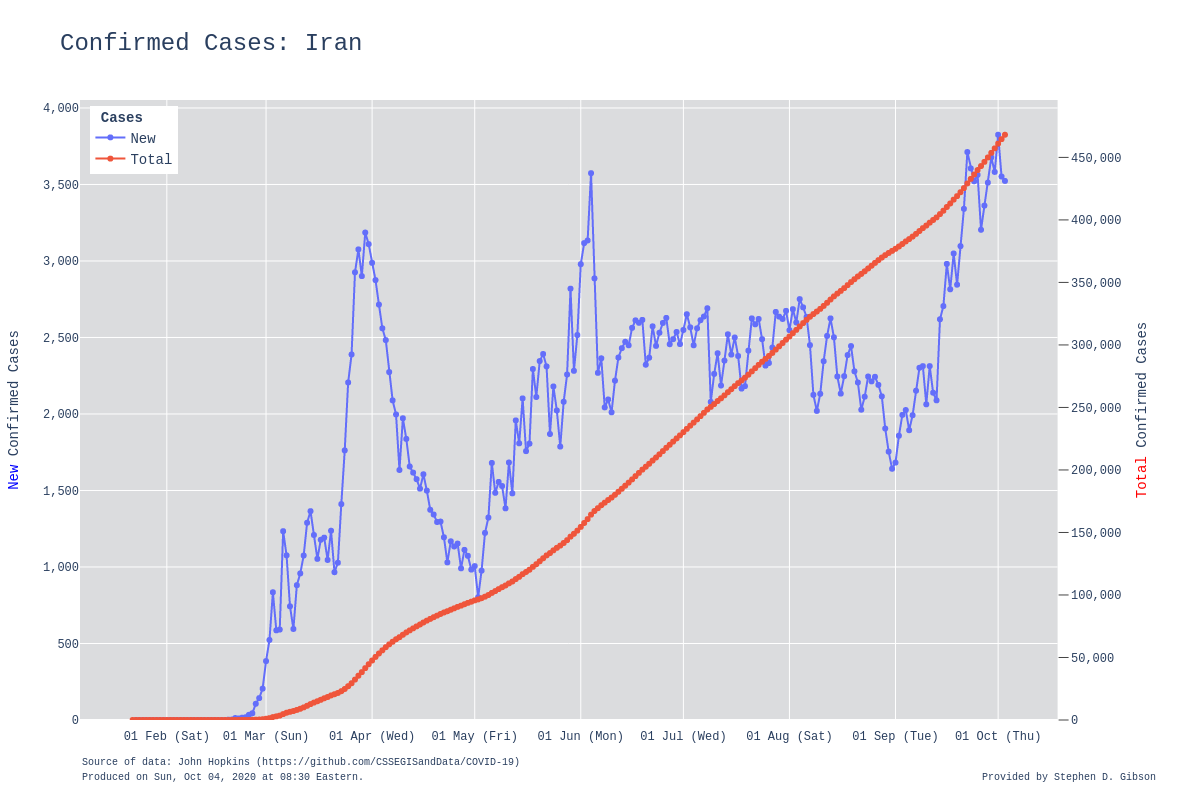 Confirmed Cases: Iran
Cases
New
Total
4,000
3,500
3,000
2,500
2,000
1,500
1,000
500
0
New Confirmed Cases
450,000
400,000
350,000
300,000
250,000
200,000
150,000
100,000
50,000
0
Total Confirmed Cases
01 Feb (Sat) 01 Mar (Sun) 01 Apr (Wed) 01 May (Fri) 01 Jun (Mon) 01 Jul (Wed) 01 Aug (Sat) 01 Sep (Tue) 01 Oct (Thu)
Source of data: John Hopkins (https://github.com/CSSEGISandData/COVID-19)
Produced on Sun, Oct 04, 2020 at 08:30 Eastern.
Provided by Stephen D. Gibson